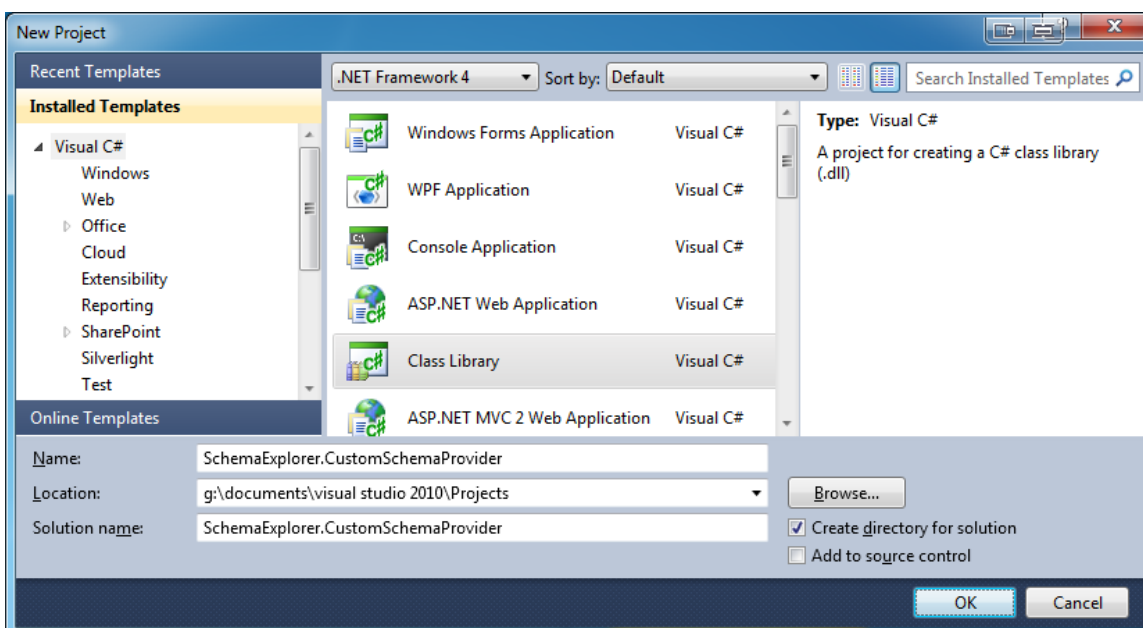 New Project
Recent Templates
.NET Framework 4
Sort by:
Default
Search Installed Templates
Installed Templates
Visual C#
Windows
Web
Office
Cloud
Extensibility
Reporting
SharePoint
Silverlight
Test
Online Templates
Windows Forms Application Visual C#
WPF Application Visual C#
Console Application Visual C#
ASP.NET Web Application Visual C#
Class Library Visual C#
ASP.NET MVC 2 Web Application Visual C#
Type: Visual C#
A project for creating a C# class library
(.dll)
Name: SchemaExplorer.CustomSchemaProvider
Location: g:\documents\visual studio 2010\Projects
Browse...
Solution name: SchemaExplorer.CustomSchemaProvider
Create directory for solution
Add to source control
OK
Cancel